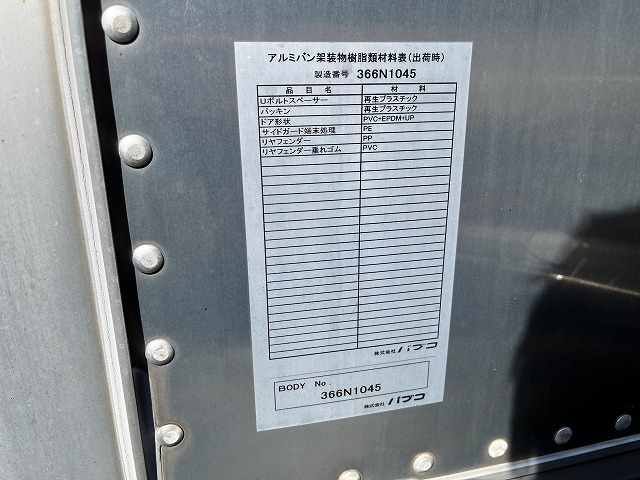 アルミバン架装物樹脂類材料表(出荷時)
製造番号 366N1045
品目名 材料
Uボルトスペーサー 再生プラスチック
パッキン 再生プラスチック
ドア形状 PVC+EPDM+UP
サイドガード端末処理 PE
リヤフェンダー PP
リヤフェンダー垂れゴム PVC
株式会社 パブコ
BODY No. 366N1045
株式会社 パブコ